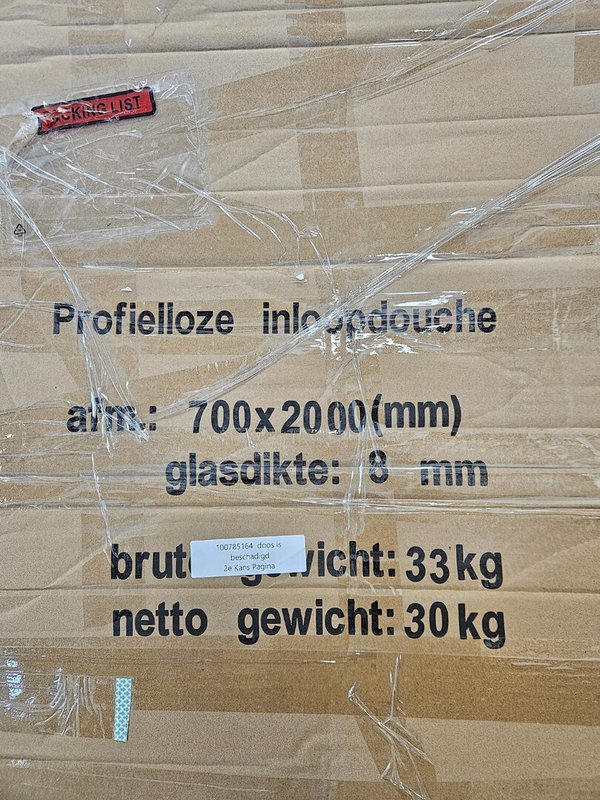 PACKING LIST
Profielloze inloopdouche
afm.: 700x2000(mm)
glasdikte: 8 mm
100785164 doos is
beschadigd
2e Kans Pagina
bruto gewicht: 33kg
netto gewicht: 30kg